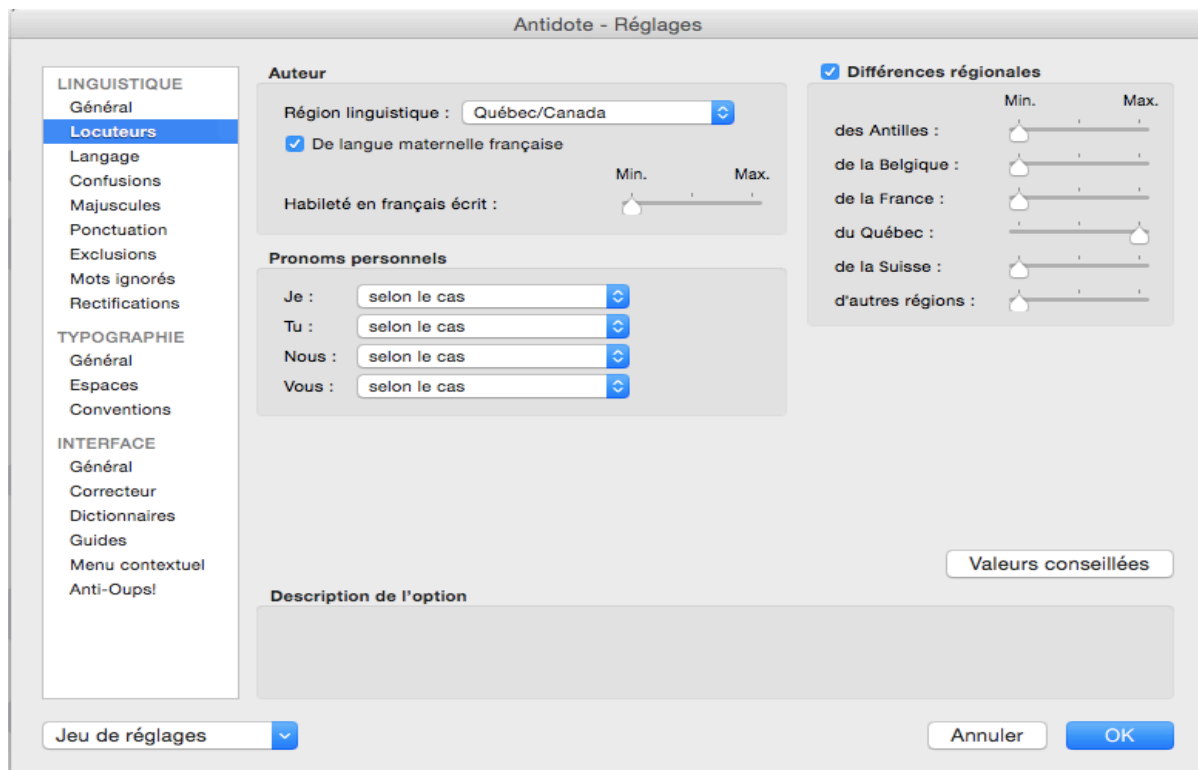 Antidote - Réglages
LINGUISTIQUE
Général
Locuteurs
Langage
Confusions
Majuscules
Ponctuation
Exclusions
Mots ignorés
Rectifications
TYPOGRAPHIE
Général
Espaces
Conventions
INTERFACE
Général
Correcteur
Dictionnaires
Guides
Menu contextuel
Anti-Oups!
Auteur
Région linguistique : Québec/Canada
De langue maternelle française
Min. Max.
Habileté en français écrit :
Pronoms personnels
Je : selon le cas
Tu : selon le cas
Nous : selon le cas
Vous : selon le cas
Différences régionales
Min. Max.
des Antilles :
de la Belgique :
de la France :
du Québec :
de la Suisse :
d'autres régions :
Valeurs conseillées
Description de l’option
Jeu de réglages
Annuler OK